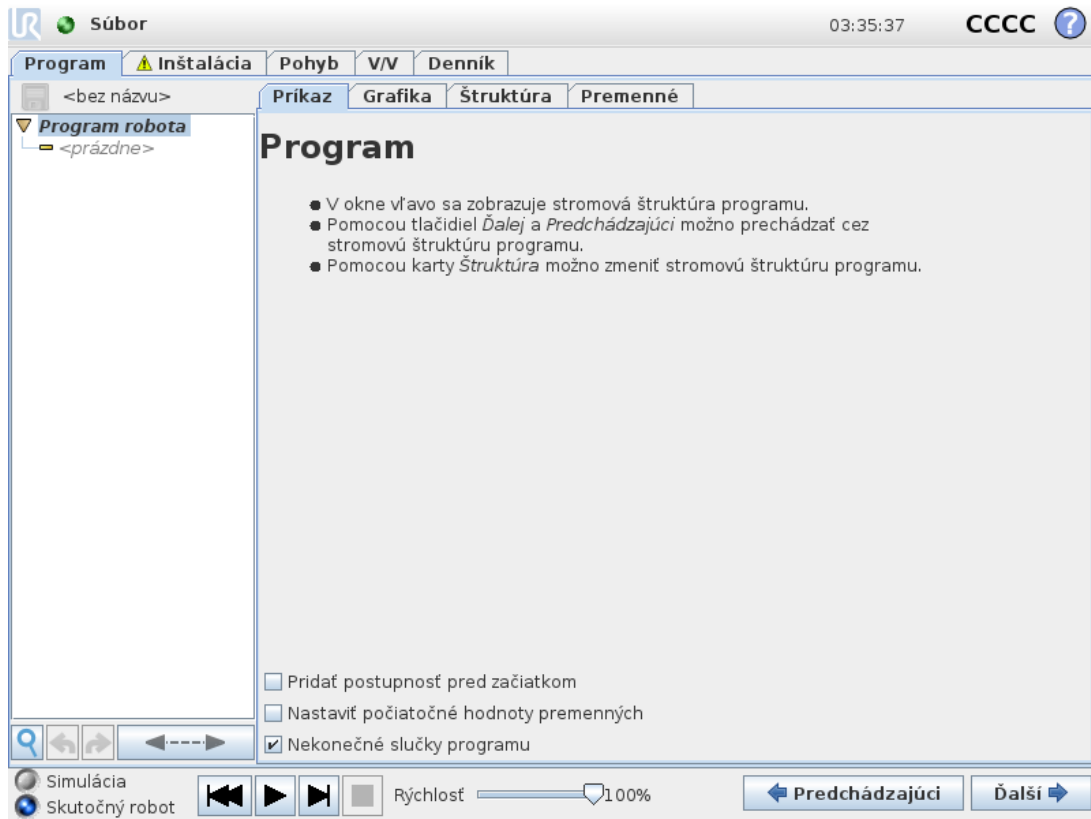 Súbor
03:35:37
CCCC
?
Program
Inštalácia
Pohyb
V/V
Denník
<bez názvu>
Príkaz
Grafika
Štruktúra
Premenné
Program robota
<prázdne>
Program
V okne vľavo sa zobrazuje stromová štruktúra programu.
Pomocou tlačidiel Ďalej a Predchádzajúci možno prechádzať cez
stromovú štruktúru programu.
Pomocou karty Štruktúra možno zmeniť stromovú štruktúru programu.
Pridať postupnosť pred začiatkom
Nastaviť počiatočné hodnoty premenných
Nekonečné slučky programu
Simulácia
Skutočný robot
Rýchlosť
100%
Predchádzajúci
Ďalší